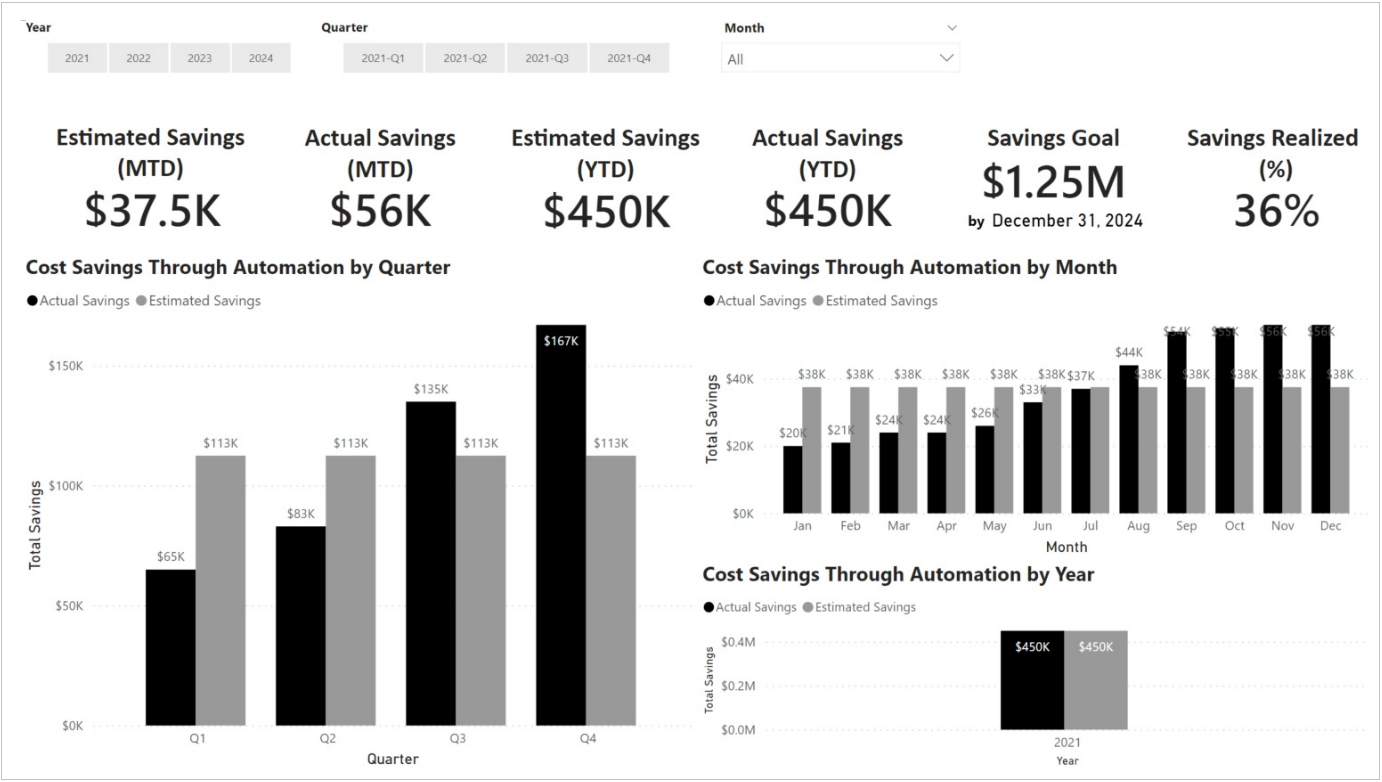 Year
2021 2022 2023 2024
Quarter
2021-Q1 2021-Q2 2021-Q3 2021-Q4
Month
All
Estimated Savings
(MTD)
$37.5K
Actual Savings
(MTD)
$56K
Estimated Savings
(YTD)
$450K
Actual Savings
(YTD)
$450K
Savings Goal
$1.25M
by December 31, 2024
Savings Realized
(%)
36%
Cost Savings Through Automation by Quarter
Actual Savings Estimated Savings
Total Savings
$150K
$100K
$50K
$0K
$65K $113K $83K $113K $135K $113K $167K $113K
Q1 Q2 Q3 Q4
Quarter
Cost Savings Through Automation by Month
Actual Savings Estimated Savings
Total Savings
$40K
$20K
$0K
$20K $38K $21K $38K $24K $38K $24K $38K $26K $38K $33K $38K $37K $44K $38K $54K $38K $55K $38K $56K $38K $56K $38K
Jan Feb Mar Apr May Jun Jul Aug Sep Oct Nov Dec
Month
Cost Savings Through Automation by Year
Actual Savings Estimated Savings
Total Savings
$0.4M
$0.2M
$0.0M
$450K $450K
2021
Year